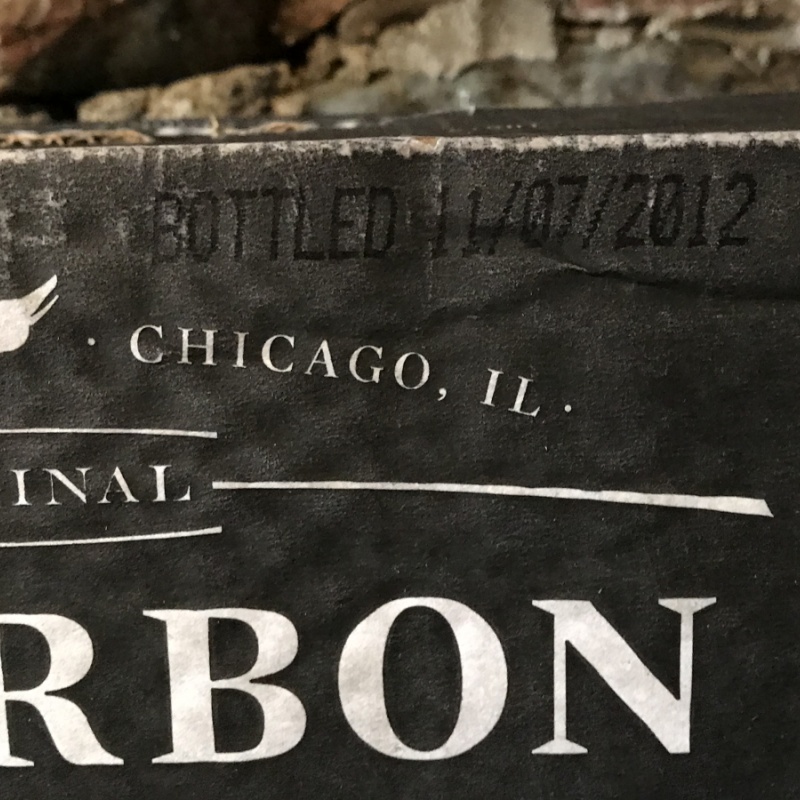 BOTTLED 11/07/2012
· CHICAGO, IL ·
INAL
RBON